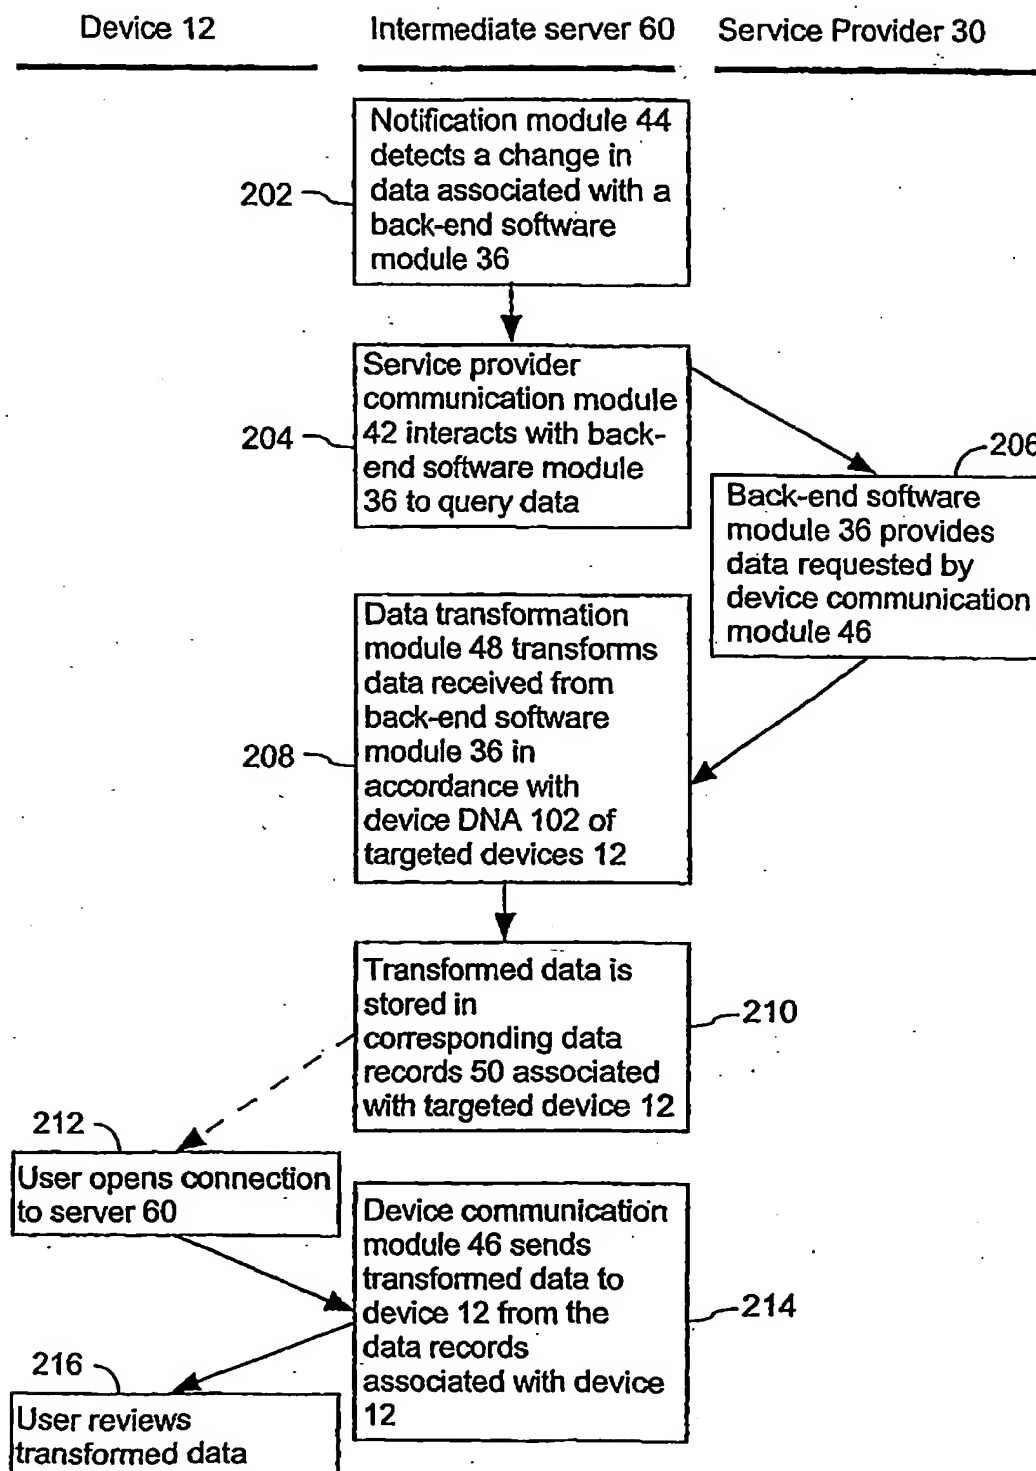 Device 12
Intermediate server 60
Service Provider 30
Notification module 44
detects a change in
data associated with a
back-end software
module 36
202
Service provider
communication module
42 interacts with back-
end software module
36 to query data
204
206
Back-end software
module 36 provides
data requested by
device communication
module 46
Data transformation
module 48 transforms
data received from
back-end software
module 36 in
accordance with
device DNA 102 of
targeted devices 12
208
Transformed data is
stored in
corresponding data
records 50 associated
with targeted device 12
210
212
User opens connection
to server 60
Device communication
module 46 sends
transformed data to
device 12 from the
data records
associated with device
12
214
216
User reviews
transformed data